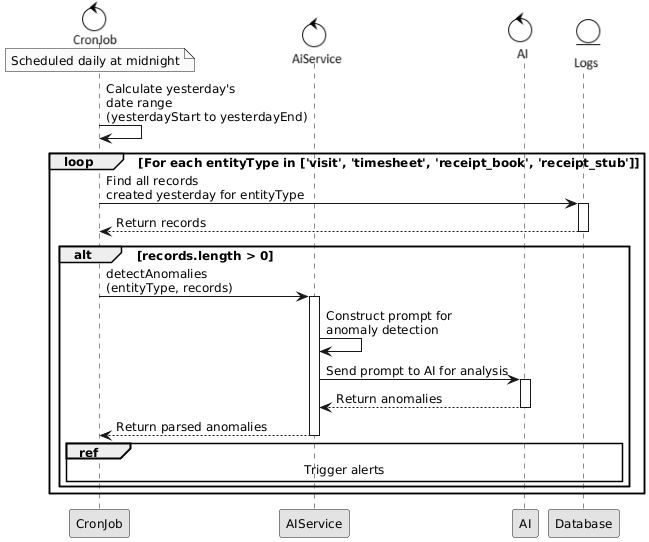 CronJob
AiService
AI
Logs
Scheduled daily at midnight
Calculate yesterday's
date range
(yesterdayStart to yesterdayEnd)
loop [For each entityType in ['visit', 'timesheet', 'receipt_book', 'receipt_stub']]
Find all records
created yesterday for entityType
Return records
alt [records.length > 0]
detectAnomalies
(entityType, records)
Construct prompt for
anomaly detection
Send prompt to AI for analysis
Return anomalies
Return parsed anomalies
ref
Trigger alerts
CronJob AIService AI Database